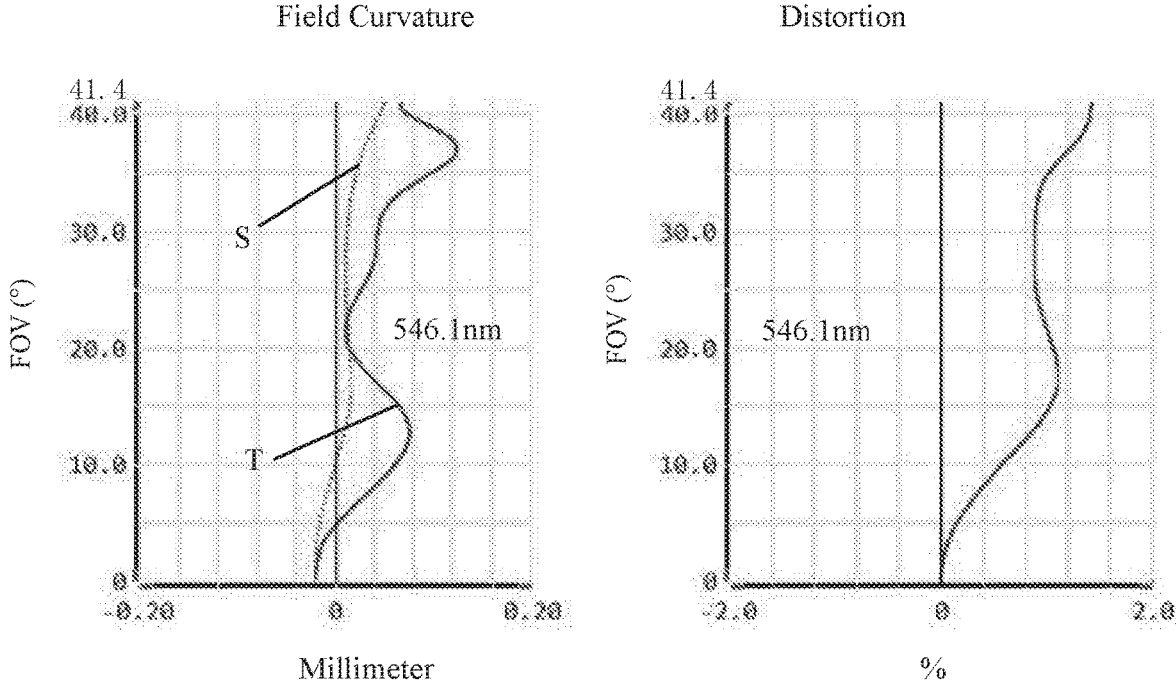 Field Curvature
41.4
40.0
30.0
20.0
10.0
0
FOV (°)
S
T
546.1nm
-0.20 0 0.20
Millimeter
Distortion
41.4
40.0
30.0
20.0
10.0
0
FOV (°)
546.1nm
-2.0 0 2.0
%